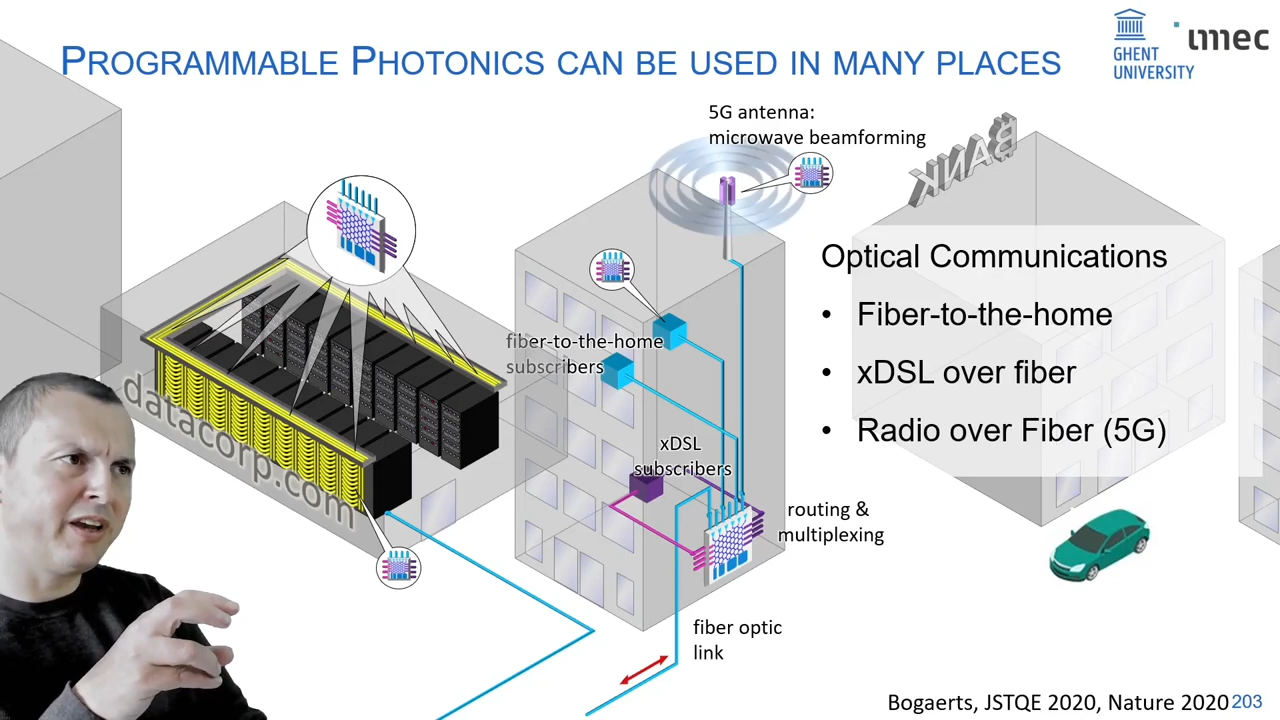 PROGRAMMABLE PHOTONICS CAN BE USED IN MANY PLACES
GHENT
UNIVERSITY
imec
5G antenna:
microwave beamforming
BANK
Optical Communications
• Fiber-to-the-home
• xDSL over fiber
• Radio over Fiber (5G)
fiber-to-the-home
subscribers
datacorp.com
xDSL
subscribers
routing &
multiplexing
fiber optic
link
Bogaerts, JSTQE 2020, Nature 2020
203